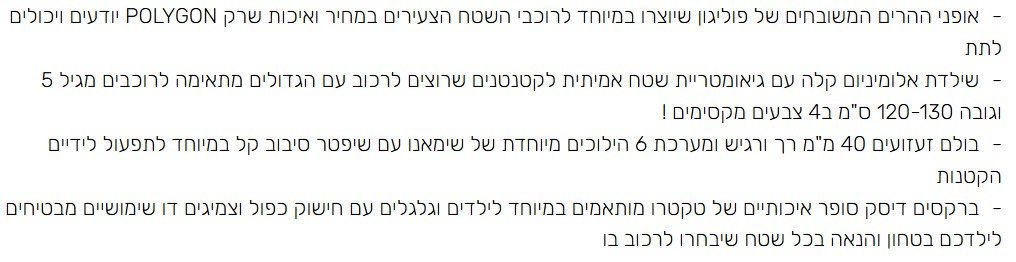 - אופני ההרים המשובחים של פוליגון שיוצרו במיוחד לרוכבי השטח הצעירים במחיר ואיכות שרק POLYGON יודעים ויכולים
לתת
- שילדת אלומיניום קלה עם גיאומטריית שטח אמיתית לקטנטנים שרוצים לרכוב עם הגדולים מתאימה לרוכבים מגיל 5
וגובה 120-130 ס"מ ב4 צבעים מקסימים !
- בולם זעזועים 40 מ"מ רך ורגיש ומערכת 6 הילוכים מיוחדת של שימאנו עם שיפטר סיבוב קל במיוחד לתפעול לידיים
הקטנות
- ברקסים דיסק סופר איכותיים של טקטרו מותאמים במיוחד לילדים וגלגלים עם חישוק כפול וצמיגים דו שימושיים מבטיחים
לילדכם בטחון והנאה בכל שטח שיבחרו לרכוב בו